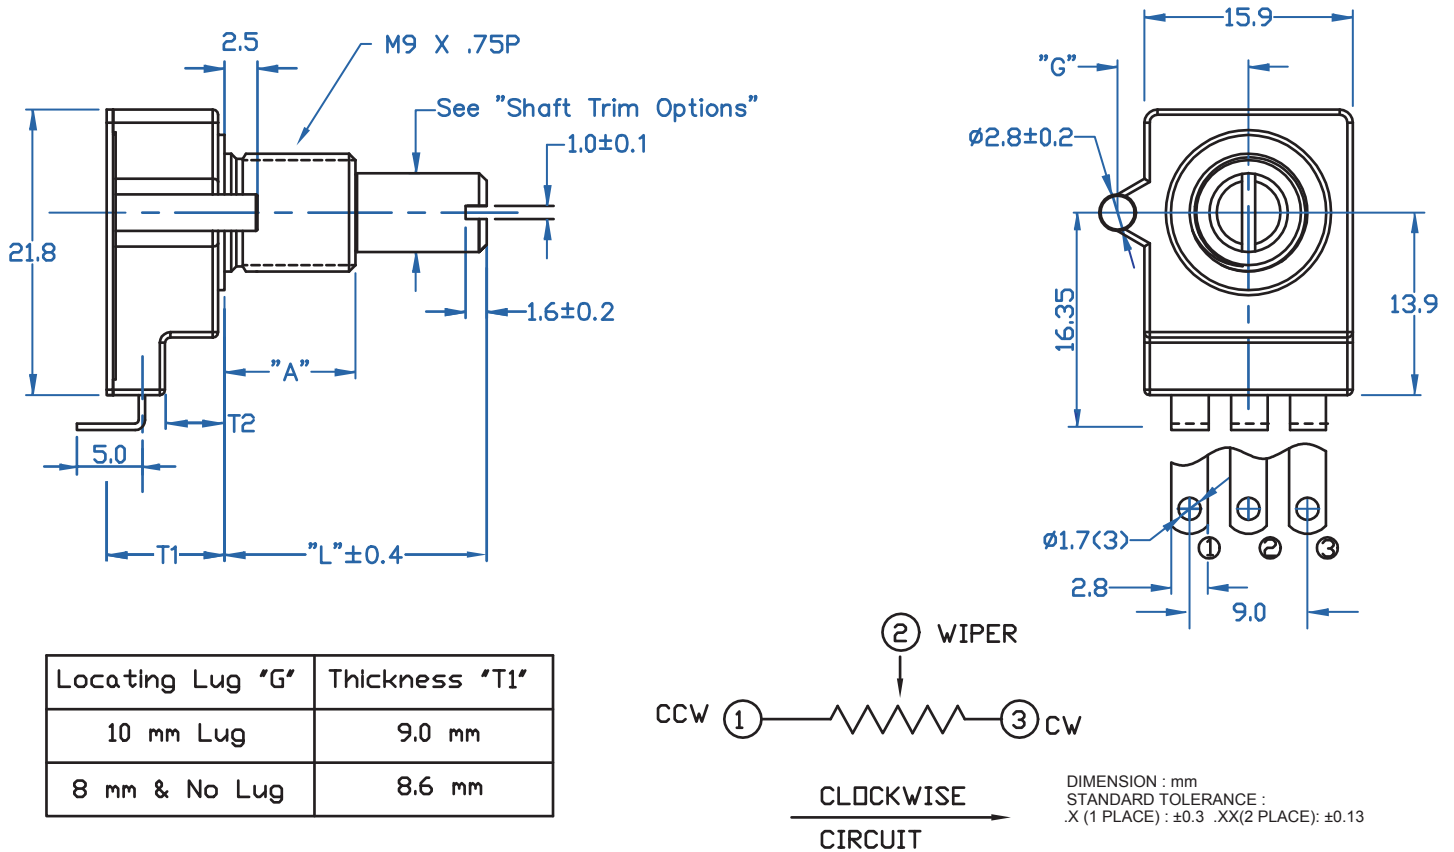 2.5
M9 X .75P
See "Shaft Trim Options"
1.0±0.1
21.8
1.6±0.2
"A"
T2
5.0
T1
"L"±0.4
15.9
"G"
ø2.8±0.2
16.35
13.9
ø1.7(3)
1
2
3
2.8
9.0
Locating Lug "G" Thickness "T1"
10 mm Lug 9.0 mm
8 mm & No Lug 8.6 mm
2 WIPER
CCW 1 3 CW
CLOCKWISE
CIRCUIT
DIMENSION : mm
STANDARD TOLERANCE :
.X (1 PLACE) : ±0.3 .XX(2 PLACE): ±0.13